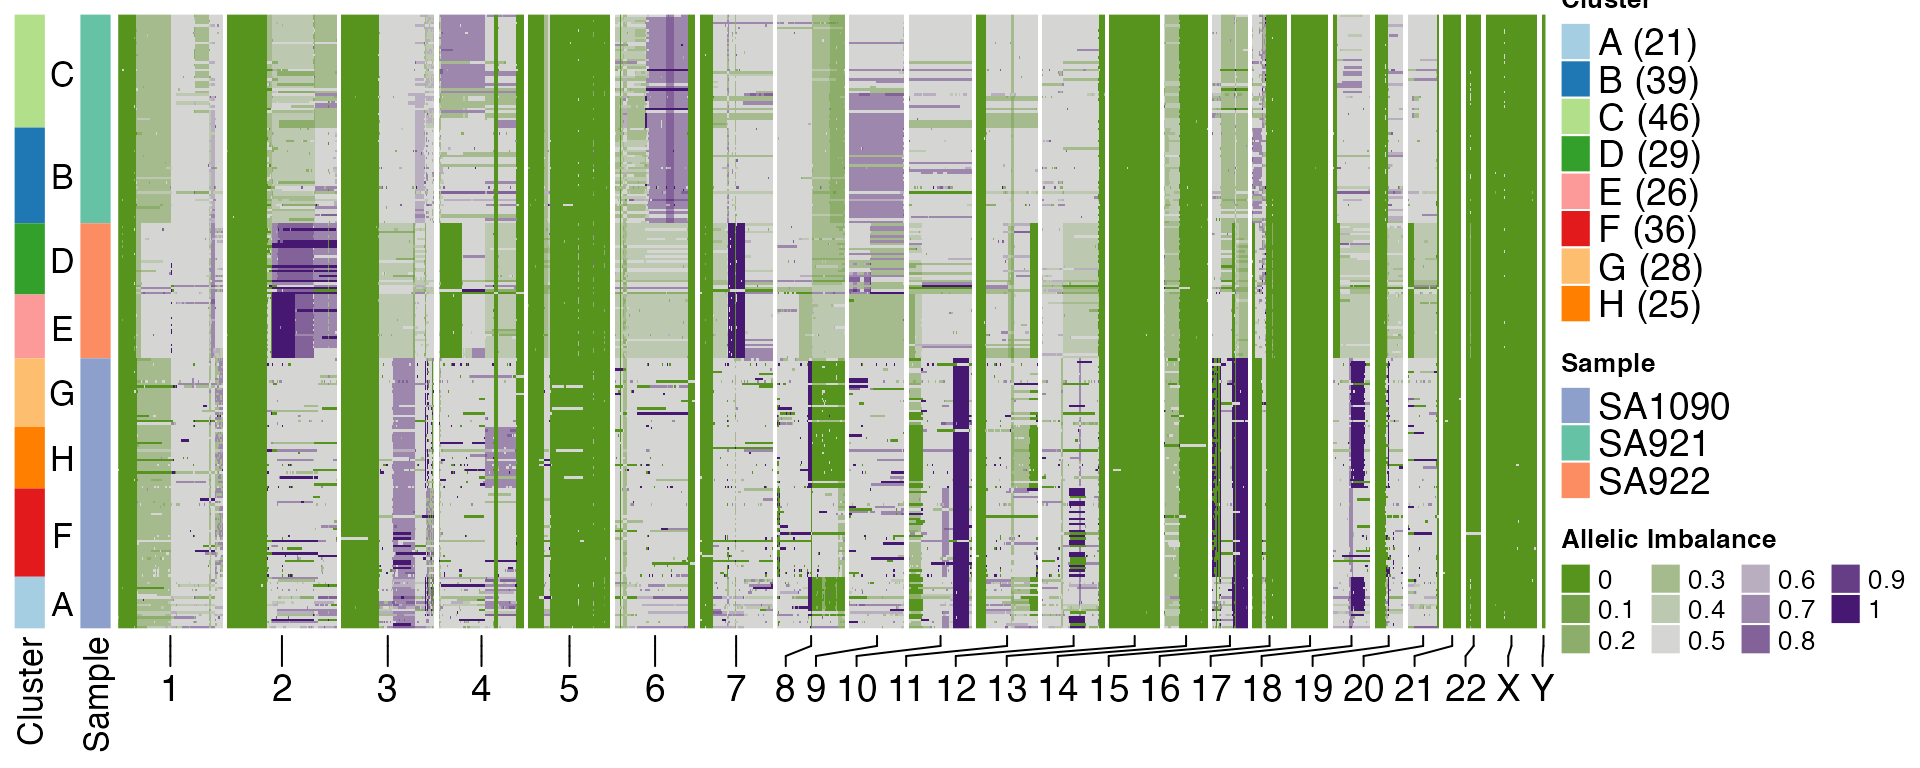 Cluster
A (21)
B (39)
C (46)
D (29)
E (26)
F (36)
G (28)
H (25)
Sample
SA1090
SA921
SA922
Allelic Imbalance
0
0.1
0.2
0.3
0.4
0.5
0.6
0.7
0.8
0.9
1
C
B
D
E
G
H
F
A
Cluster
Sample
1 2 3 4 5 6 7 8 9 10 11 12 13 14 15 16 17 18 19 20 21 22 X Y